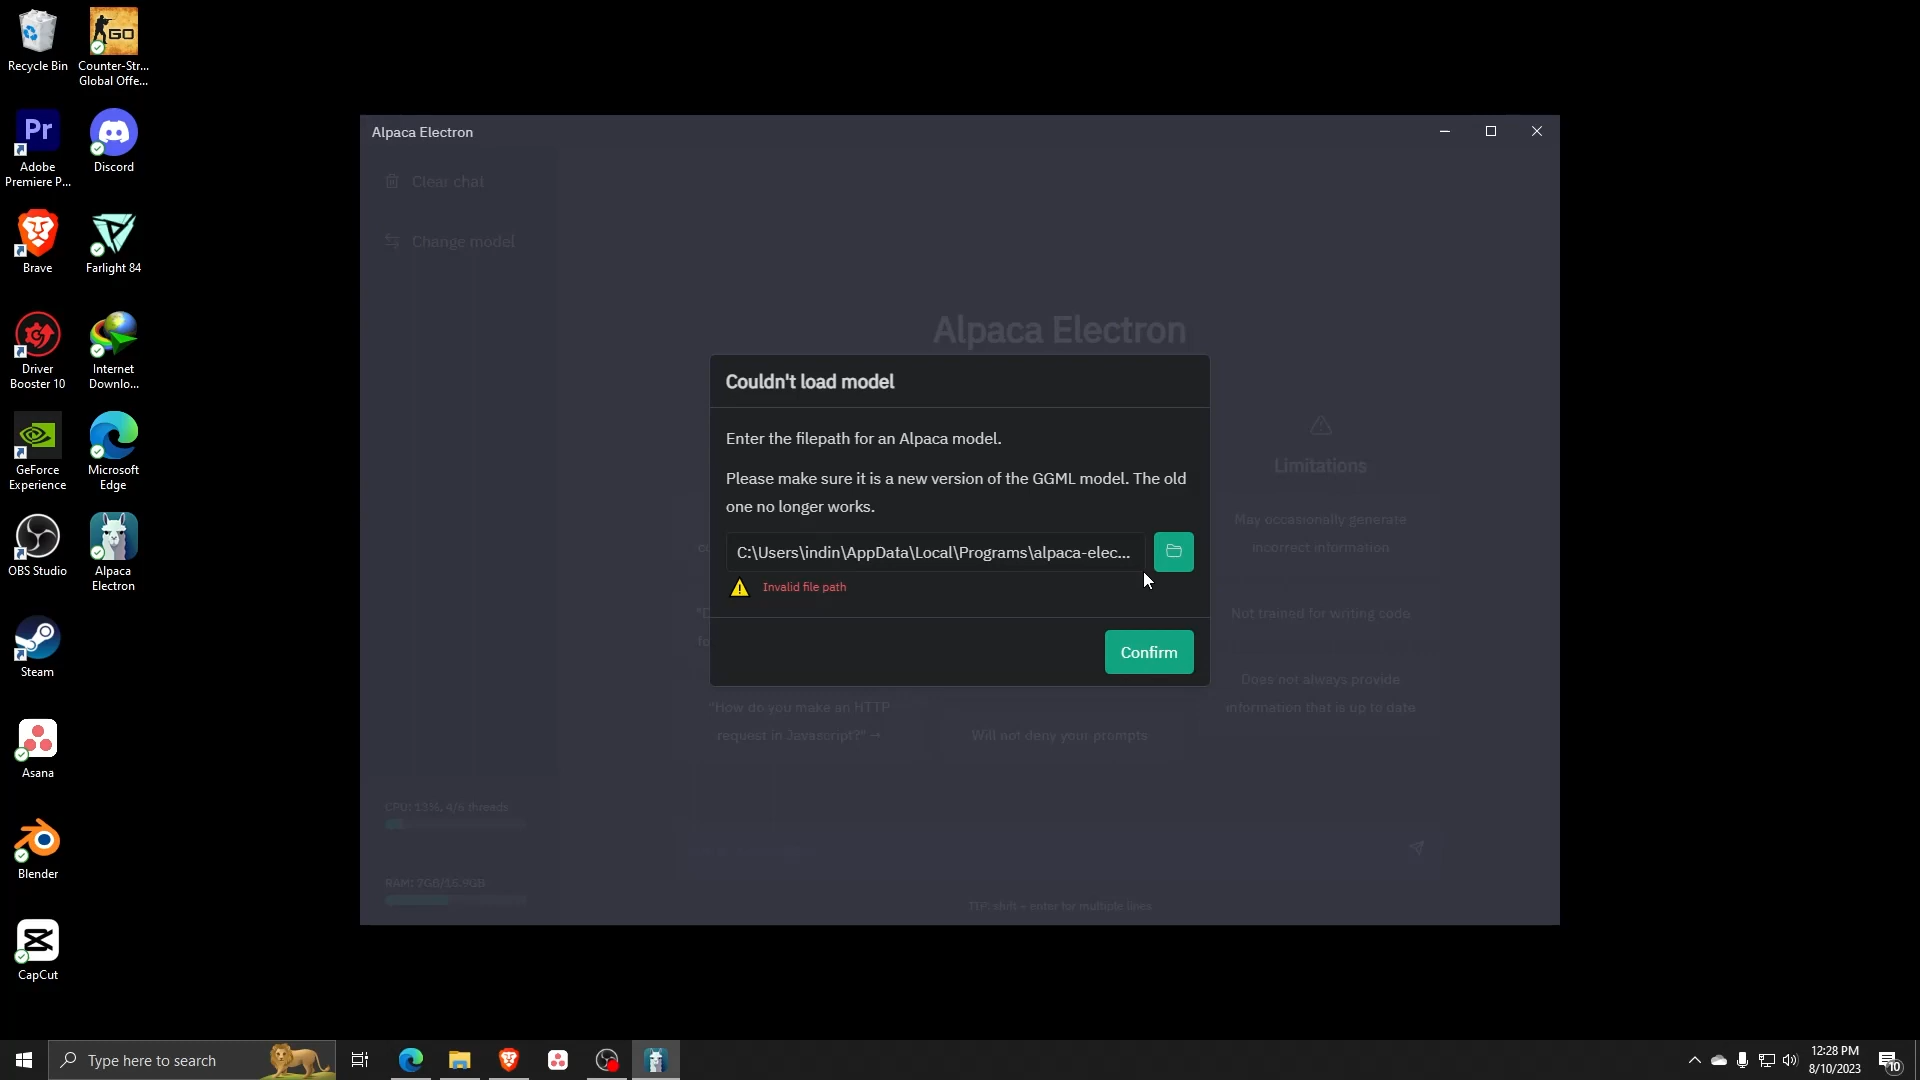 Recycle Bin
Counter-Str...
Global Offe...
Adobe
Premiere P...
Discord
Brave
Farlight 84
Driver
Booster 10
Internet
Downlo...
GeForce
Experience
Microsoft
Edge
OBS Studio
Alpaca
Electron
Steam
Asana
Blender
CapCut
GO
Pr
Alpaca Electron
Clear chat
Change model
Alpaca Electron
Couldn't load model
Enter the filepath for an Alpaca model.
Please make sure it is a new version of the GGML model. The old
one no longer works.
C:\Users\indin\AppData\Local\Programs\alpaca-elec...
Invalid file path
Confirm
Limitations
May occasionally generate
incorrect information
Not trained for writing code
Does not always provide
information that is up to date
"How do you make an HTTP
request in Javascript?" →
Will not deny your prompts
CPU: 13%, 4/6 threads
RAM: 7GB/15.9GB
TIP: shift + enter for multiple lines
Type here to search
12:28 PM
8/10/2023
10